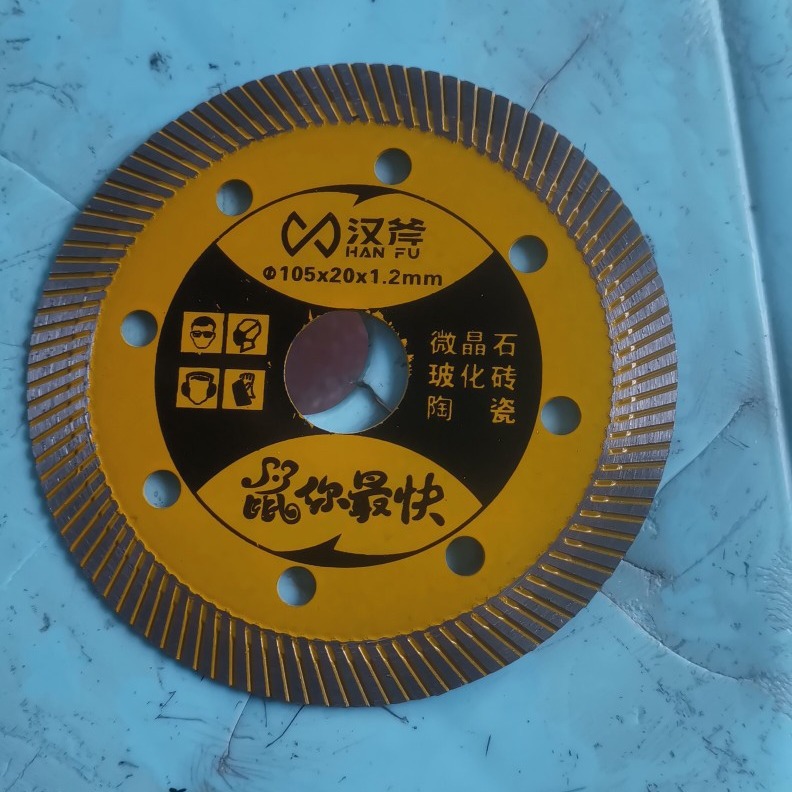 汉斧
HAN FU
Φ105x20x1.2mm
微晶石
玻化砖
陶 瓷
鼠你最快